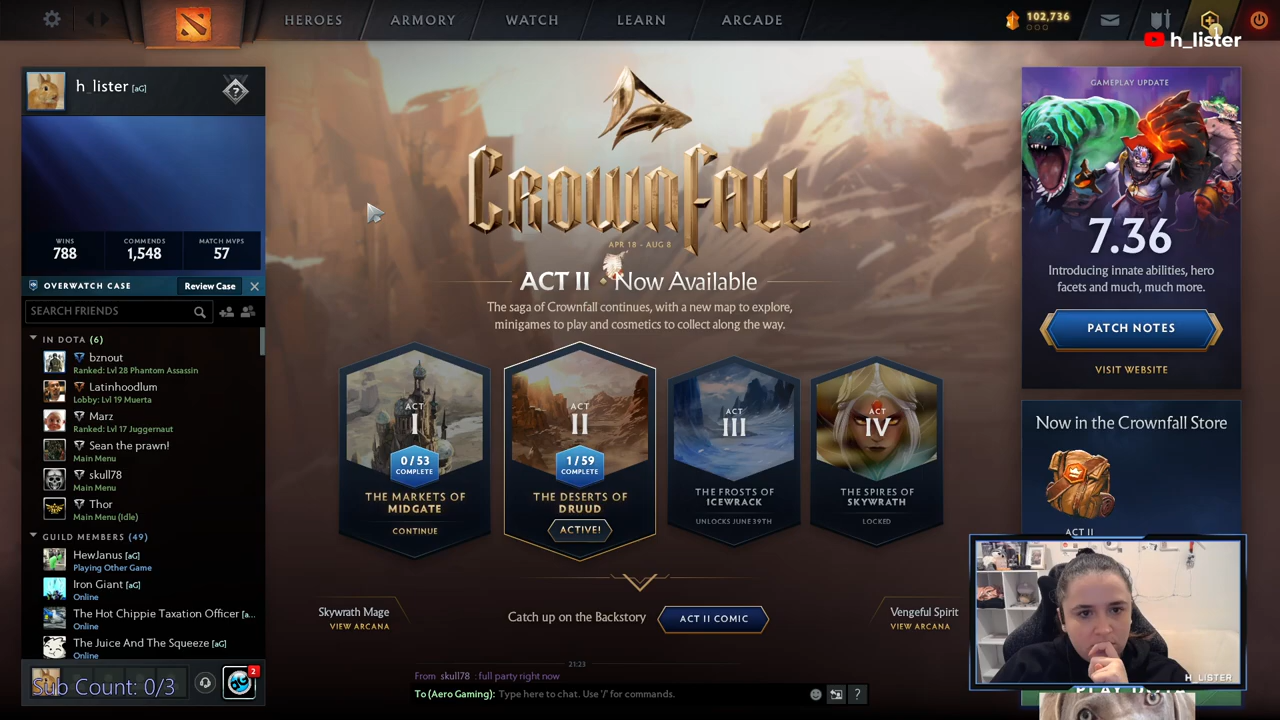 HEROES
ARMORY
WATCH
LEARN
ARCADE
102,736
h_lister
h_lister [aG]
?
WINS
788
COMMENDS
1,548
MATCH MVPS
57
OVERWATCH CASE
Review Case
SEARCH FRIENDS
IN DOTA (6)
bznout
Ranked: Lvl 28 Phantom Assassin
Latinhoodlum
Lobby: Lvl 19 Muerta
Marz
Ranked: Lvl 17 Juggernaut
Sean the prawn!
Main Menu
skull78
Main Menu
Thor
Main Menu (Idle)
GUILD MEMBERS (49)
HewJanus [aG]
Playing Other Game
Iron Giant [aG]
Online
The Hot Chippie Taxation Officer [a...
Online
The Juice And The Squeeze [aG]
Online
Sub Count: 0/3
2
CROWNFALL
APR 18 - AUG 8
ACT II Now Available
The saga of Crownfall continues, with a new map to explore,
minigames to play and cosmetics to collect along the way.
ACT
I
0/53
COMPLETE
THE MARKETS OF
MIDGATE
CONTINUE
ACT
II
1/59
COMPLETE
THE DESERTS OF
DRUUD
ACTIVE!
ACT
III
THE FROSTS OF
ICEWRACK
UNLOCKS JUNE 39TH
ACT
IV
THE SPIRES OF
SKYWRATH
LOCKED
Skywrath Mage
VIEW ARCANA
Catch up on the Backstory
ACT II COMIC
Vengeful Spirit
VIEW ARCANA
21:23
From skull78 : full party right now
To (Aero Gaming): Type here to chat. Use '/' for commands.
?
GAMEPLAY UPDATE
7.36
Introducing innate abilities, hero
facets and much, much more.
PATCH NOTES
VISIT WEBSITE
Now in the Crownfall Store
ACT II
H_LISTER